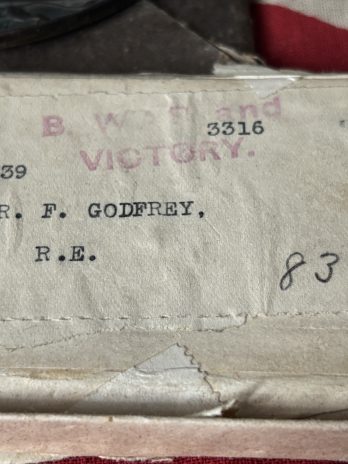 B. W. and 3316
VICTORY.
39
R. F. GODFREY,
R.E.
83